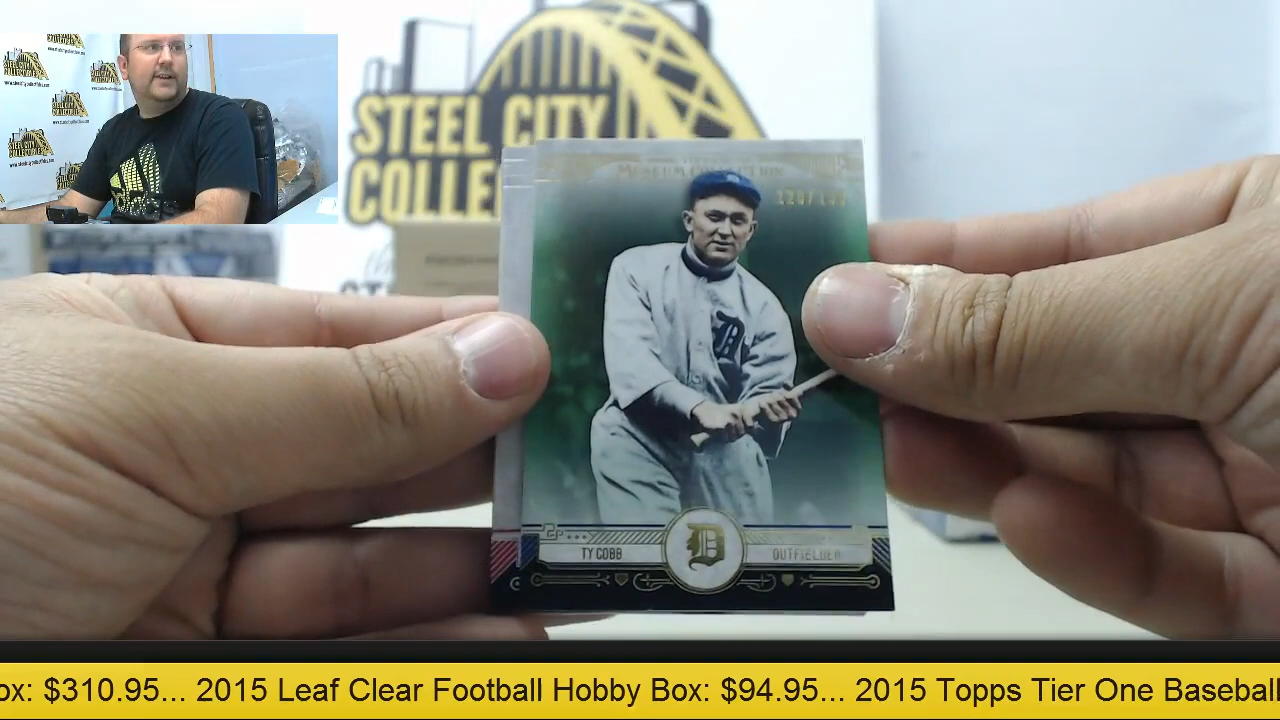 STEEL CITY
COLLE
MUSEUM COLLECTION
D
TY COBB
D
OUTFIELDER
ox: $310.95... 2015 Leaf Clear Football Hobby Box: $94.95... 2015 Topps Tier One Baseball